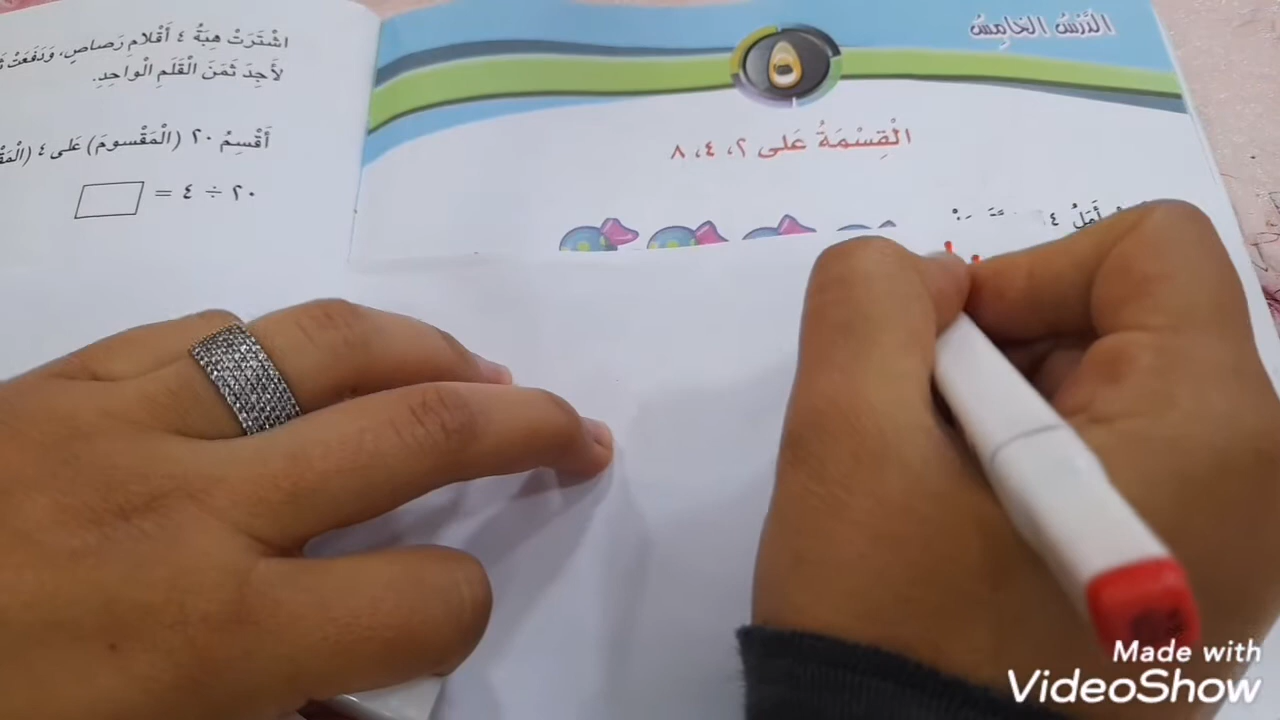 الدَّرْسُ الْخامِسُ
الْقِسْمَةُ عَلى ٢، ٤، ٨
أَمَلُ ٤
اشْتَرَتْ هِبَةُ ٤ أَقْلامِ رَصاصٍ، وَدَفَعَتْ
لِأَجِدَ ثَمَنَ الْقَلَمِ الْواحِدِ.
أَقْسِمُ ٢٠ (الْمَقْسومَ) عَلى ٤
٢٠ ÷ ٤ =
Made with
VideoShow